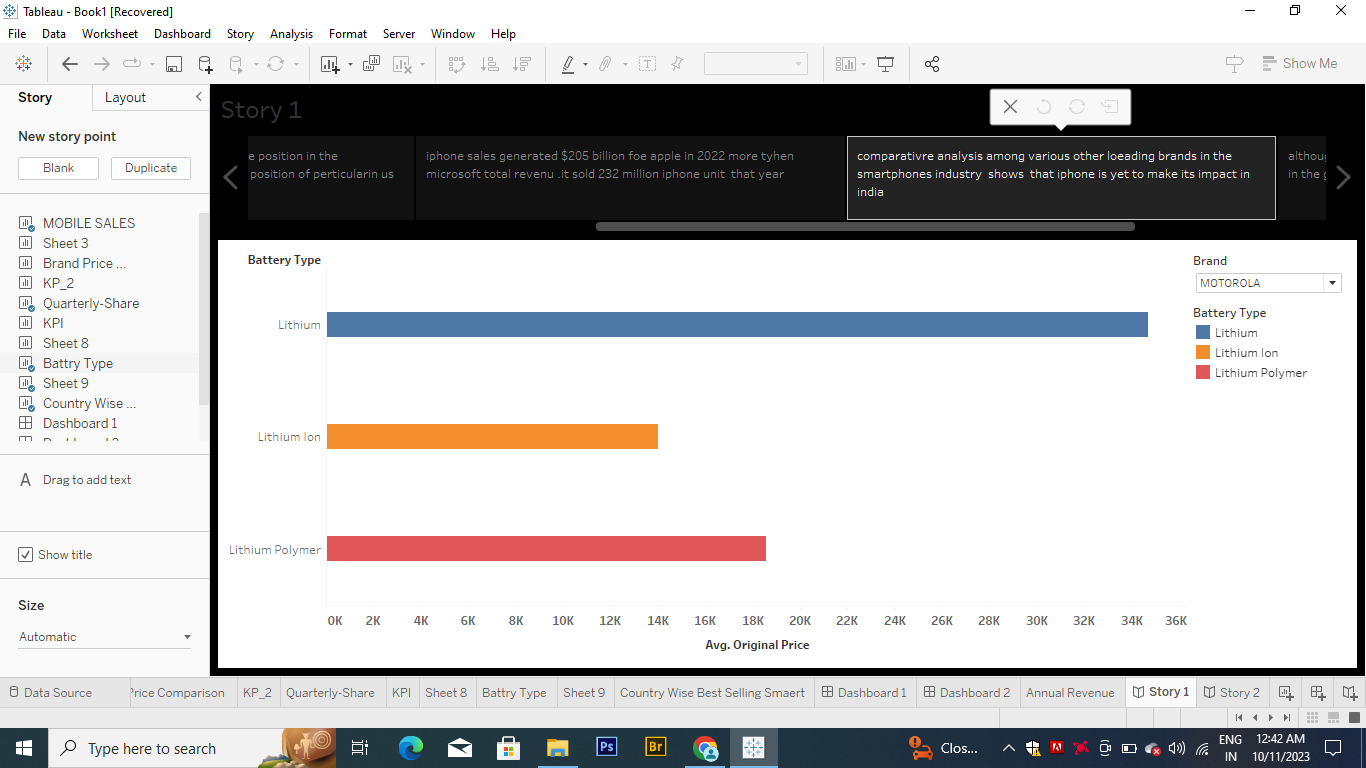 Tableau - Book1 [Recovered]
File Data Worksheet Dashboard Story Analysis Format Server Window Help
Show Me
Story Layout
New story point
Blank Duplicate
MOBILE SALES
Sheet 3
Brand Price ...
KP_2
Quarterly-Share
KPI
Sheet 8
Battry Type
Sheet 9
Country Wise ...
Dashboard 1
A Drag to add text
Show title
Size
Automatic
Story 1
e position in the
position of perticularin us
iphone sales generated $205 billion foe apple in 2022 more tyhen
microsoft total revenu .it sold 232 million iphone unit that year
comparativre analysis among various other loeading brands in the
smartphones industry shows that iphone is yet to make its impact in
india
in the
Battery Type
Lithium
Lithium Ion
Lithium Polymer
0K 2K 4K 6K 8K 10K 12K 14K 16K 18K 20K 22K 24K 26K 28K 30K 32K 34K 36K
Avg. Original Price
Brand
MOTOROLA
Battery Type
Lithium
Lithium Ion
Lithium Polymer
Data Source Price Comparison KP_2 Quarterly-Share KPI Sheet 8 Battry Type Sheet 9 Country Wise Best Selling Smaert Dashboard 1 Dashboard 2 Annual Revenue Story 1 Story 2
Type here to search
Ps
Br
Clos...
ENG
IN
12:42 AM
10/11/2023